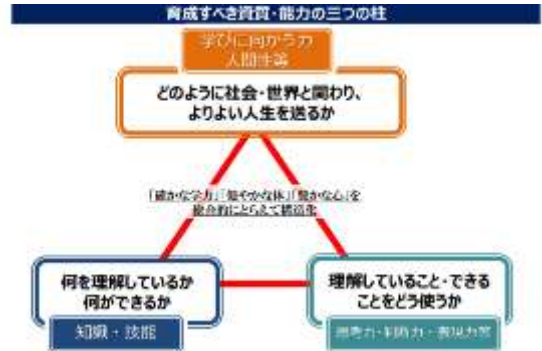 育成すべき資質・能力の三つの柱
学びに向かう力
人間性等
どのように社会・世界と関わり、
よりよい人生を送るか
「確かな学力」「健やかな体」「豊かな心」を
総合的にとらえて構造化
何を理解しているか
何ができるか
知識・技能
理解していること・できる
ことをどう使うか
思考力・判断力・表現力等